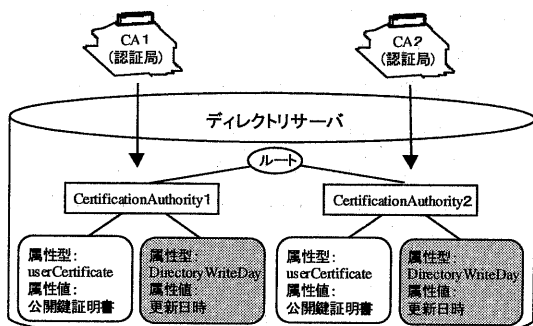 CA1
(認証局)
CA2
(認証局)
ディレクトリサーバ
ルート
CertificationAuthority1
CertificationAuthority2
属性型:
userCertificate
属性値:
公開鍵証明書
属性型:
DirectoryWriteDay
属性値:
更新日時
属性型:
userCertificate
属性値:
公開鍵証明書
属性型:
DirectoryWriteDay
属性値:
更新日時